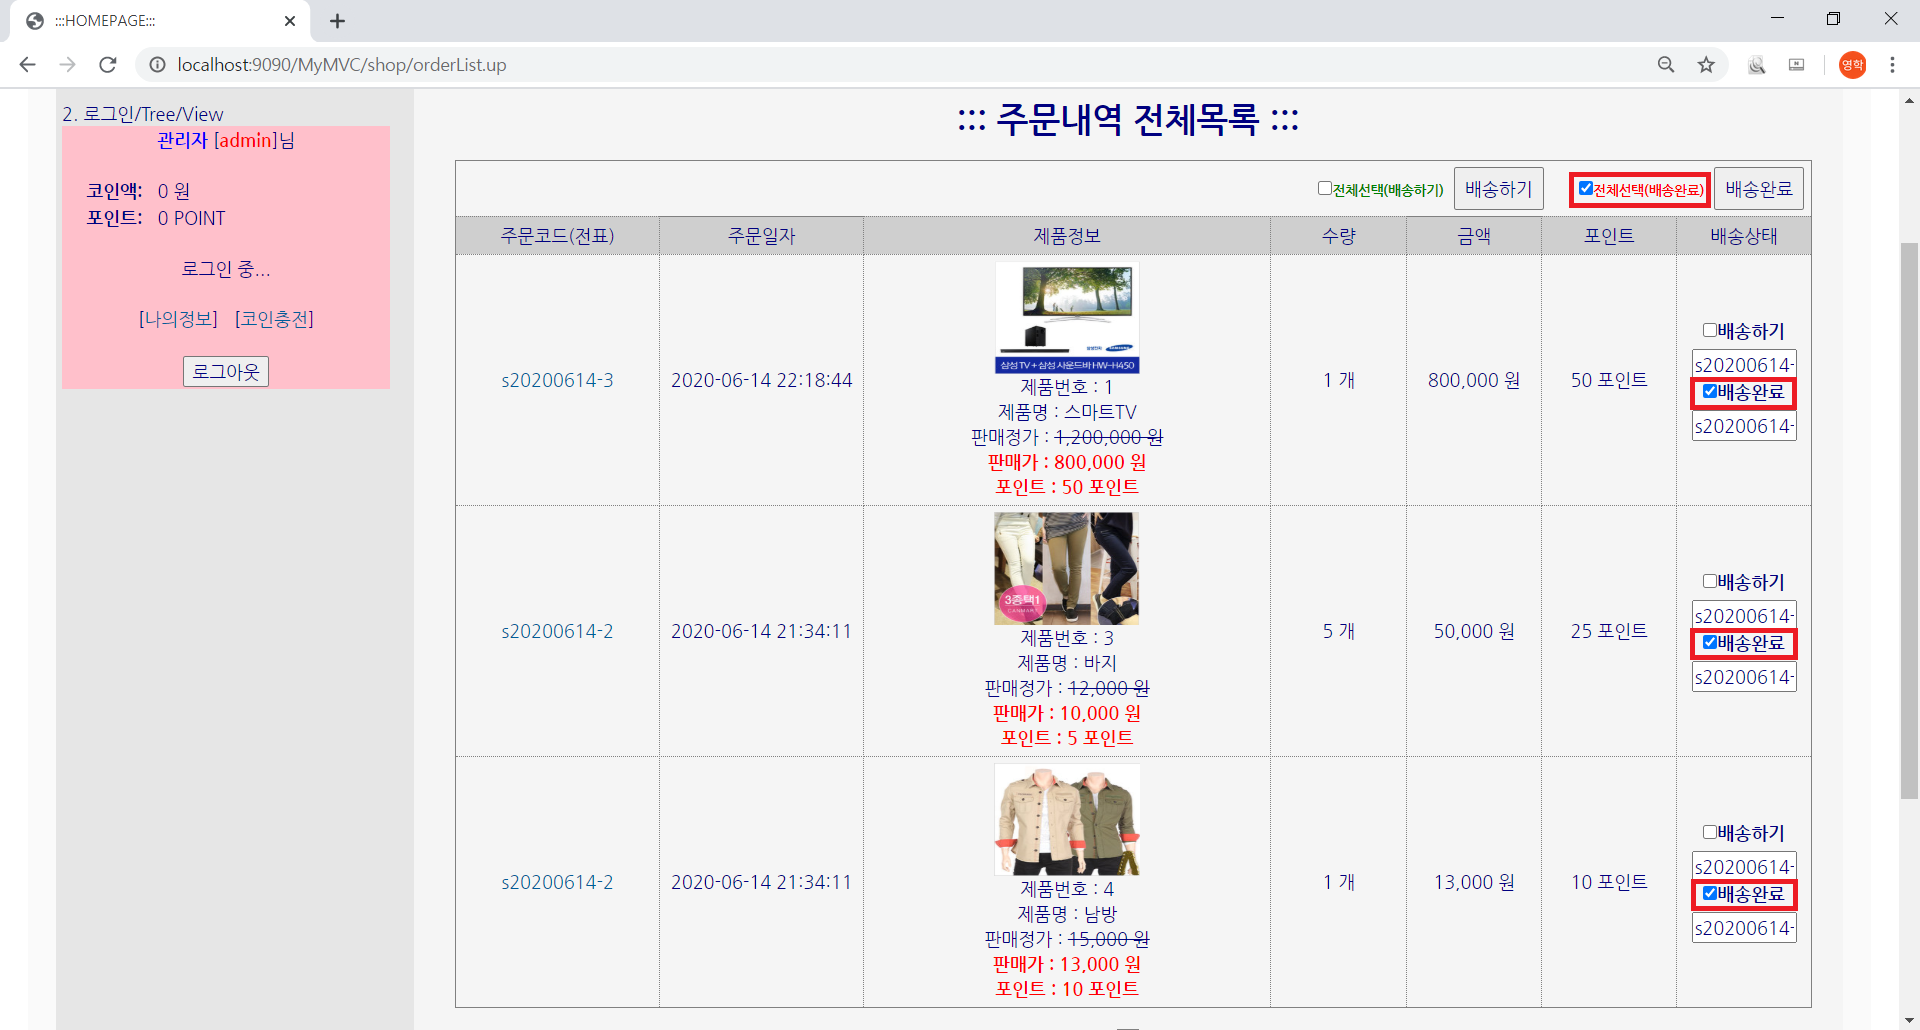 :::HOMEPAGE:::
localhost:9090/MyMVC/shop/orderList.up
영학
2. 로그인/Tree/View
관리자 [admin]님
코인액: 0 원
포인트: 0 POINT
로그인 중...
[나의정보] [코인충전]
로그아웃
::: 주문내역 전체목록 :::
전체선택(배송하기) 배송하기 전체선택(배송완료) 배송완료
주문코드(전표) 주문일자 제품정보 수량 금액 포인트 배송상태
삼성전자 SAMSUNG
삼성 TV + 삼성 사운드바 HW-H450
s20200614-3 2020-06-14 22:18:44
제품번호 : 1
제품명 : 스마트TV
판매정가 : 1,200,000 원
판매가 : 800,000 원
포인트 : 50 포인트
1 개 800,000 원 50 포인트
배송하기
s20200614-
배송완료
s20200614-
s20200614-2 2020-06-14 21:34:11
3종택1
CANMART
제품번호 : 3
제품명 : 바지
판매정가 : 12,000 원
판매가 : 10,000 원
포인트 : 5 포인트
5 개 50,000 원 25 포인트
배송하기
s20200614-
배송완료
s20200614-
s20200614-2 2020-06-14 21:34:11
제품번호 : 4
제품명 : 남방
판매정가 : 15,000 원
판매가 : 13,000 원
포인트 : 10 포인트
1 개 13,000 원 10 포인트
배송하기
s20200614-
배송완료
s20200614-